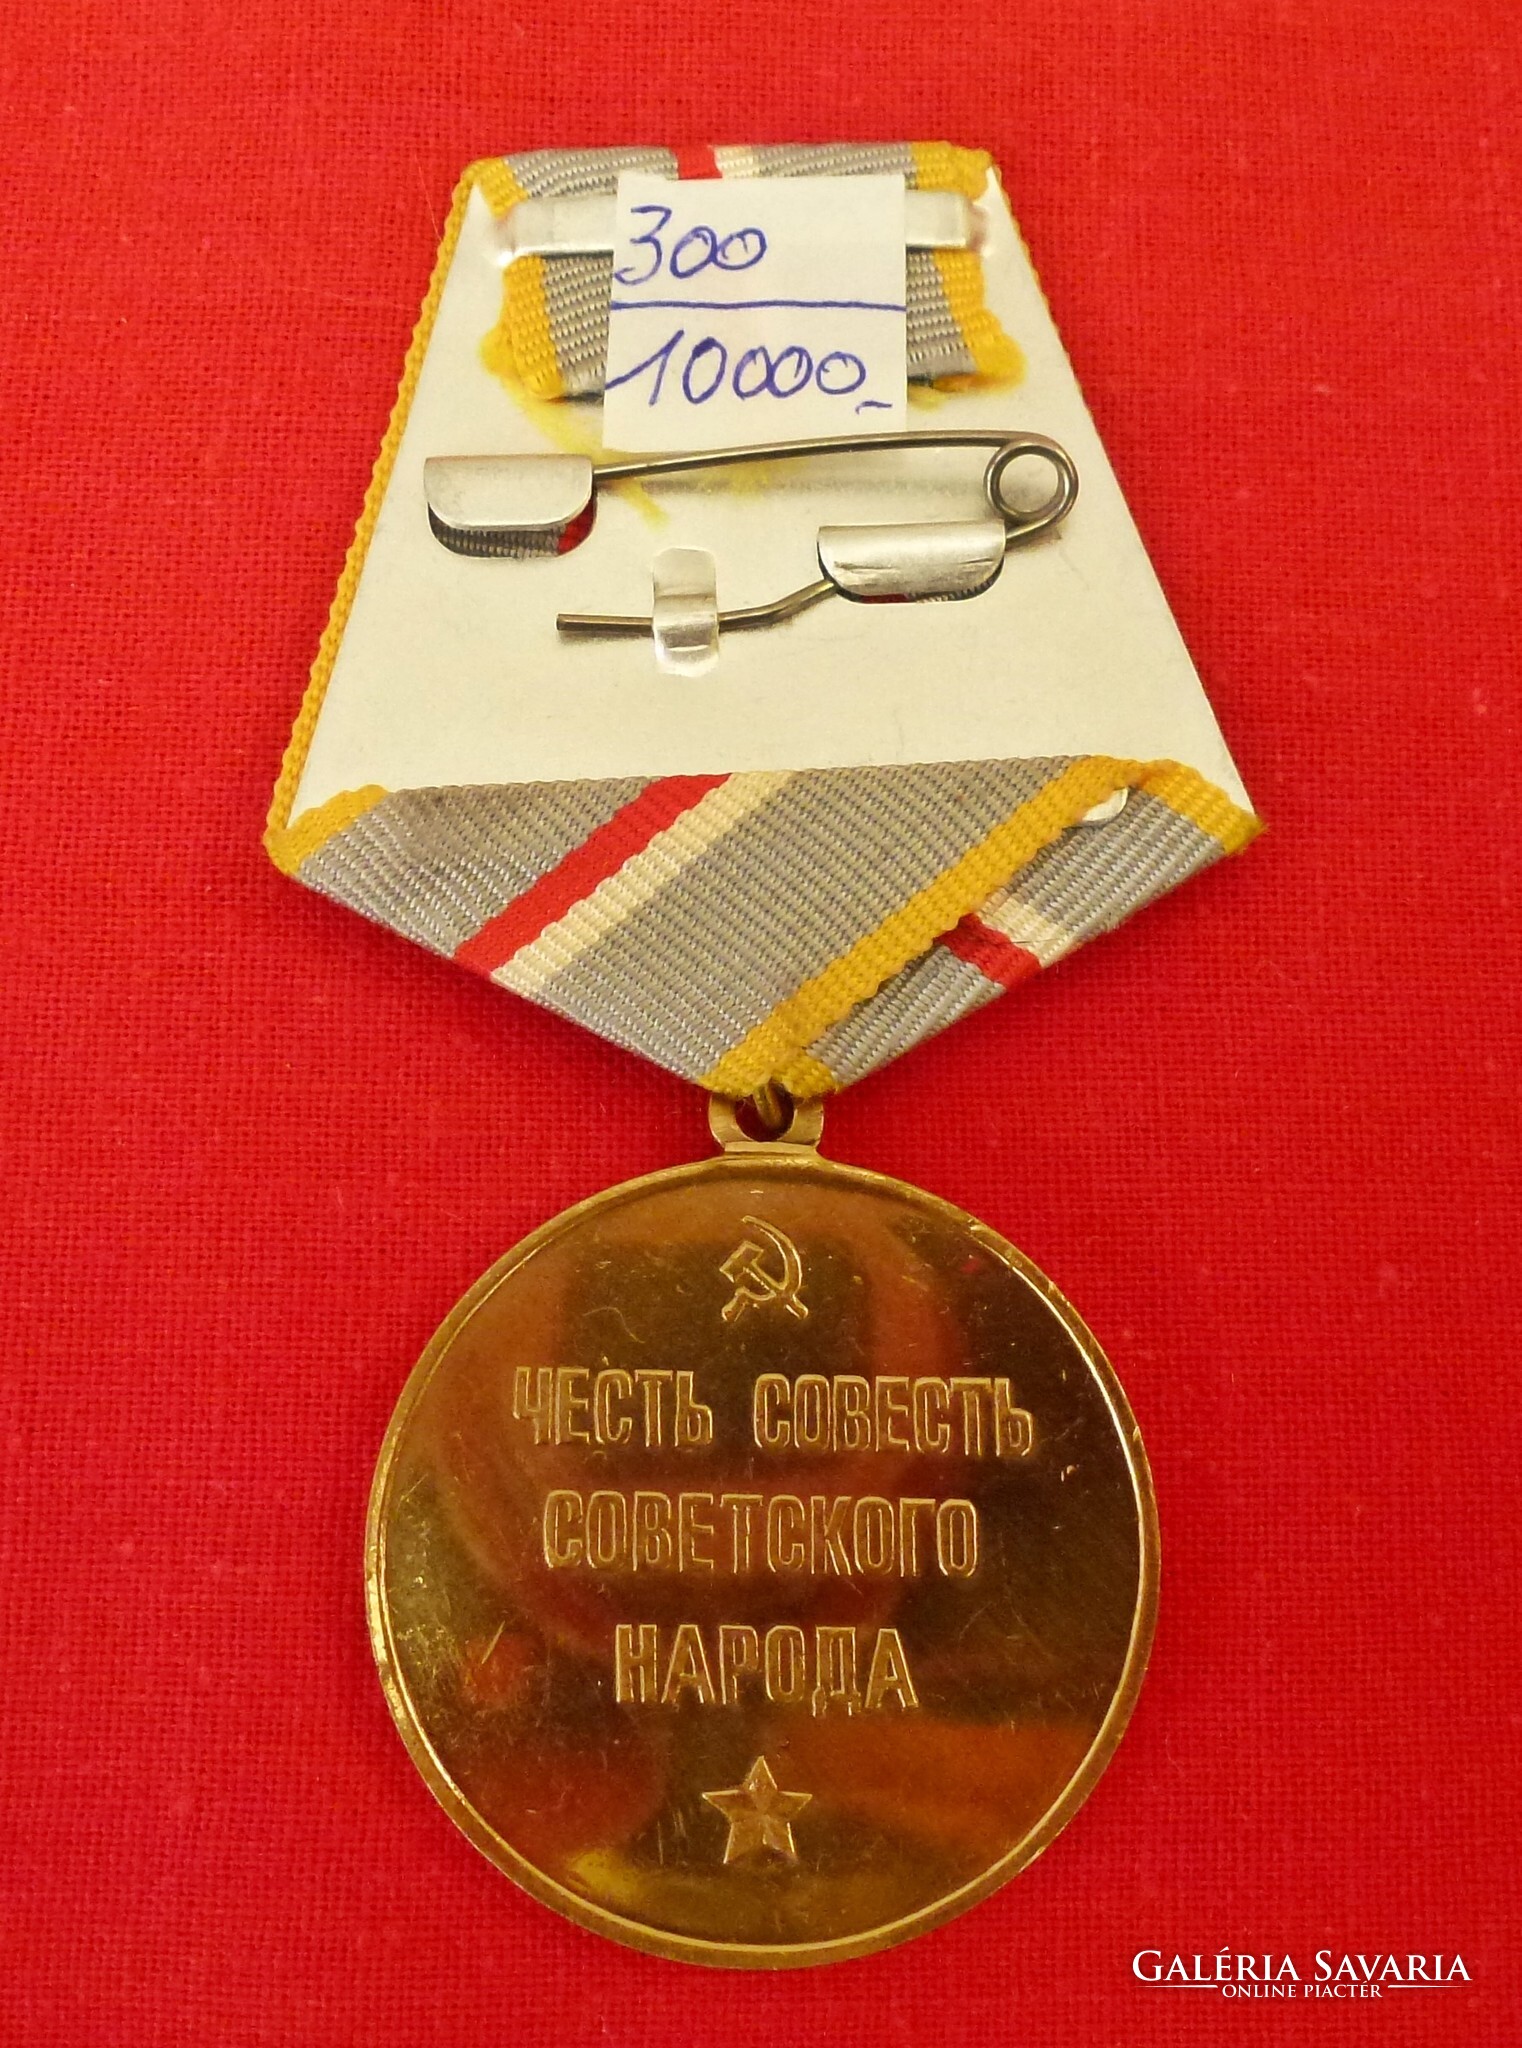 300
10000,-
ЧЕСТЬ СОВЕСТЬ
СОВЕТСКОГО
НАРОДА
GALÉRIA SAVARIA
ONLINE PIACTÉR